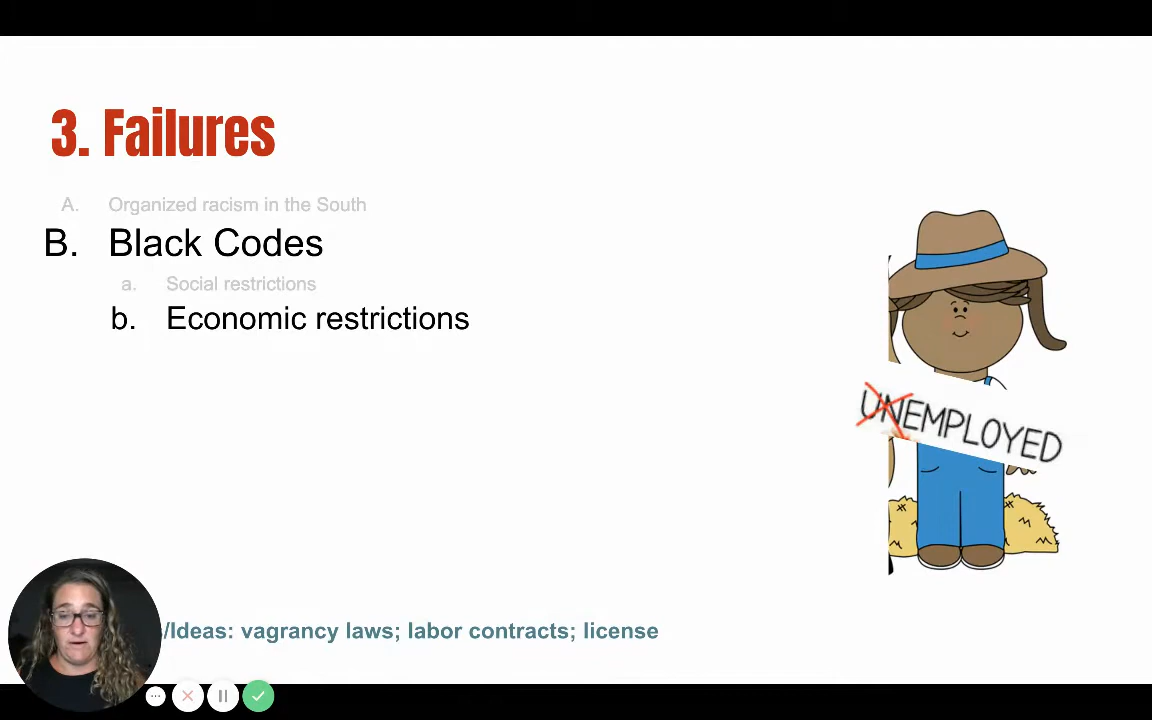 3. Failures
A. Organized racism in the South
B. Black Codes
a. Social restrictions
b. Economic restrictions
UNEMPLOYED
/Ideas: vagrancy laws; labor contracts; license